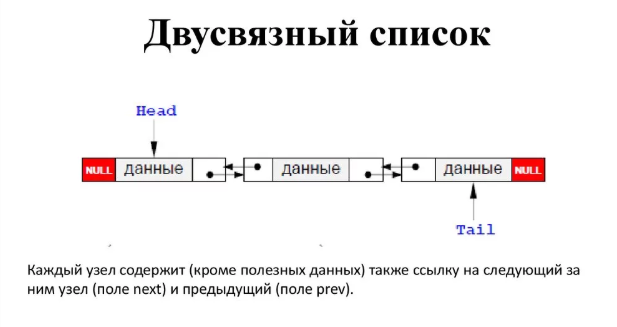 Двусвязный список
Head
NULL данные данные данные NULL
Tail
Каждый узел содержит (кроме полезных данных) также ссылку на следующий за
ним узел (поле next) и предыдущий (поле prev).